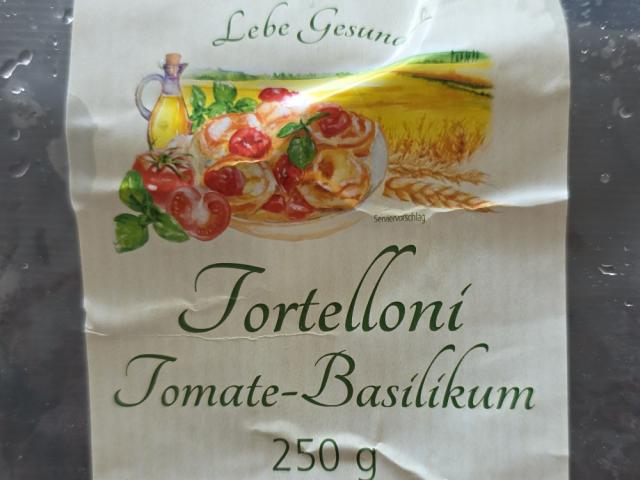 Lebe Gesund
Serviervorschlag
Tortelloni
Tomate-Basilikum
250 g